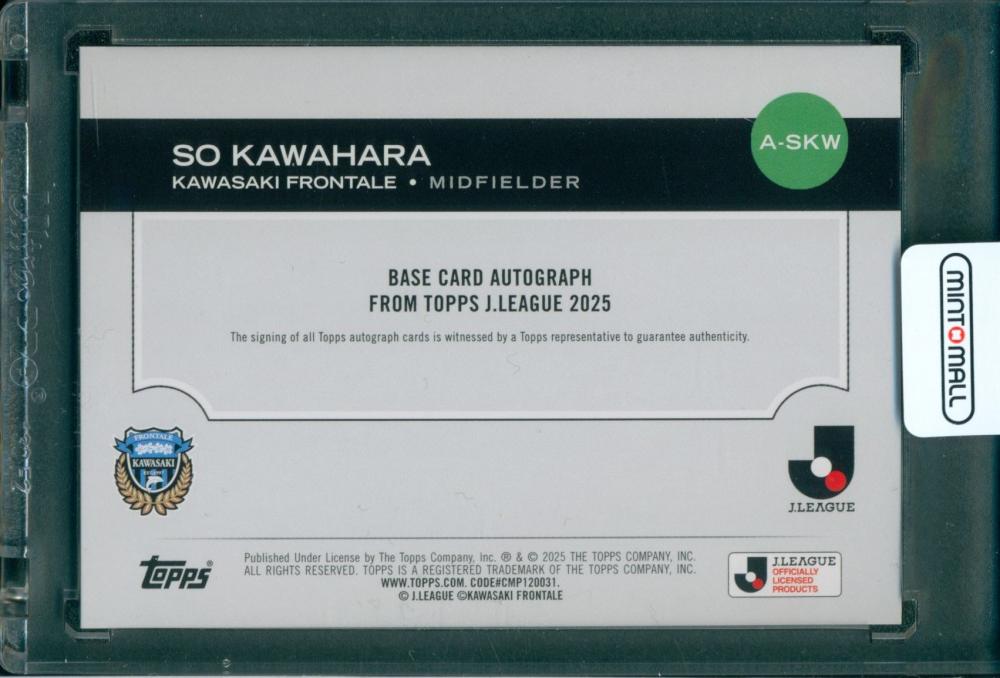 SO KAWAHARA
KAWASAKI FRONTALE • MIDFIELDER
A-SKW
BASE CARD AUTOGRAPH
FROM TOPPS J.LEAGUE 2025
The signing of all Topps autograph cards is witnessed by a Topps representative to guarantee authenticity.
MINTMALL
FRONTALE
KAWASAKI
J.LEAGUE
topps®
Published Under License by The Topps Company, Inc. ® & © 2025 THE TOPPS COMPANY, INC.
ALL RIGHTS RESERVED. TOPPS IS A REGISTERED TRADEMARK OF THE TOPPS COMPANY, INC.
WWW.TOPPS.COM. CODE#CMP120031.
© J.LEAGUE ©KAWASAKI FRONTALE
J.LEAGUE
OFFICIALLY
LICENSED
PRODUCTS